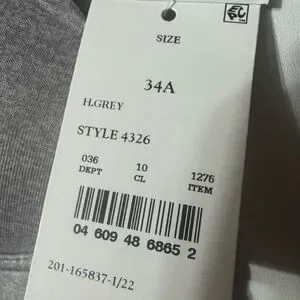 SIZE
34A
H.GREY
STYLE 4326
036 10 1276
DEPT CL ITEM
04 609 48 6865 2
201-165837-1/22